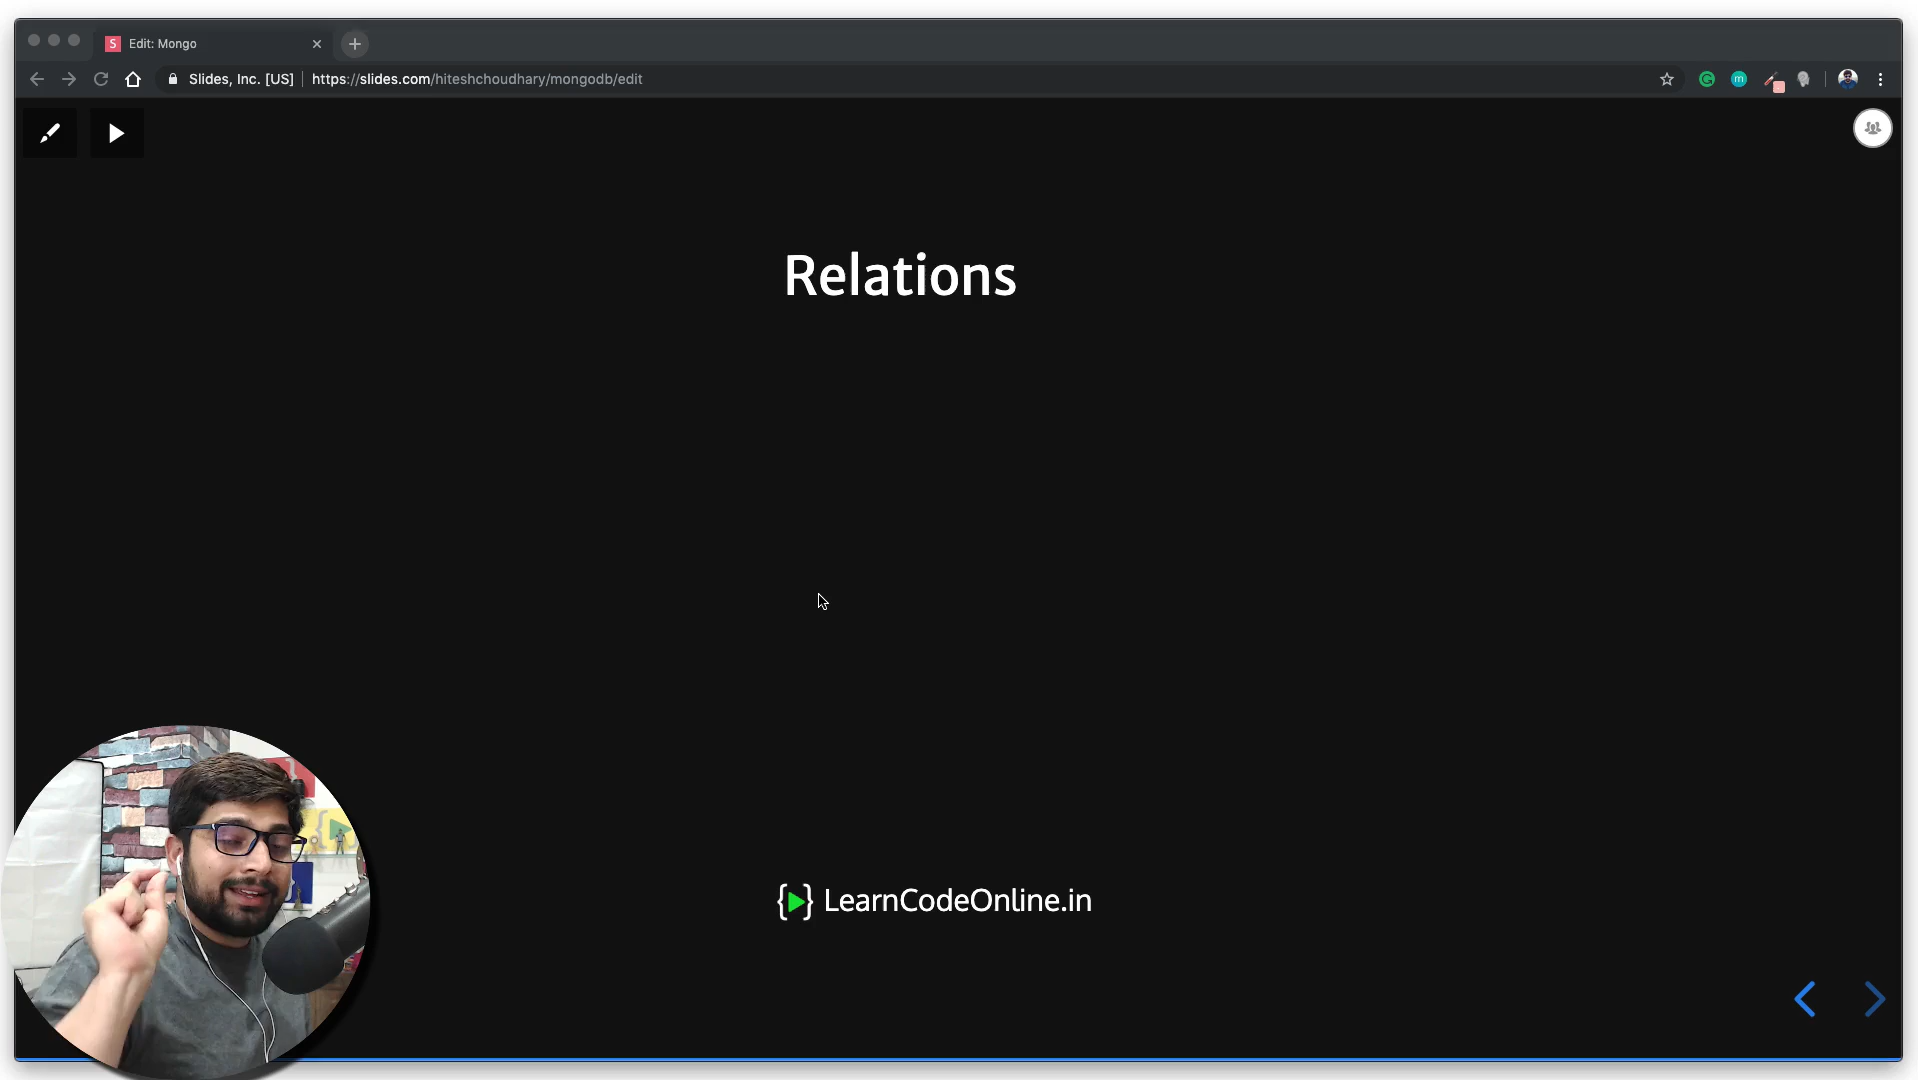 S Edit: Mongo
Slides, Inc. [US] https://slides.com/hiteshchoudhary/mongodb/edit
Relations
LearnCodeOnline.in